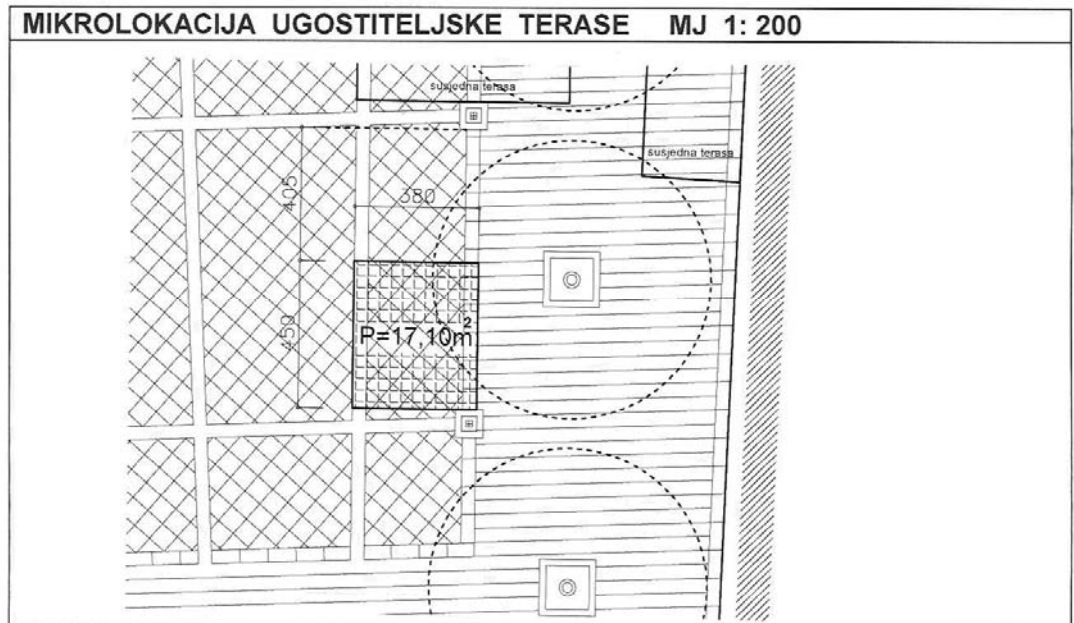 MIKROLOKACIJA UGOSTITELJSKE TERASE MJ 1: 200
susjedna terasa
susjedna terasa
405
380
450
P=17,10m²